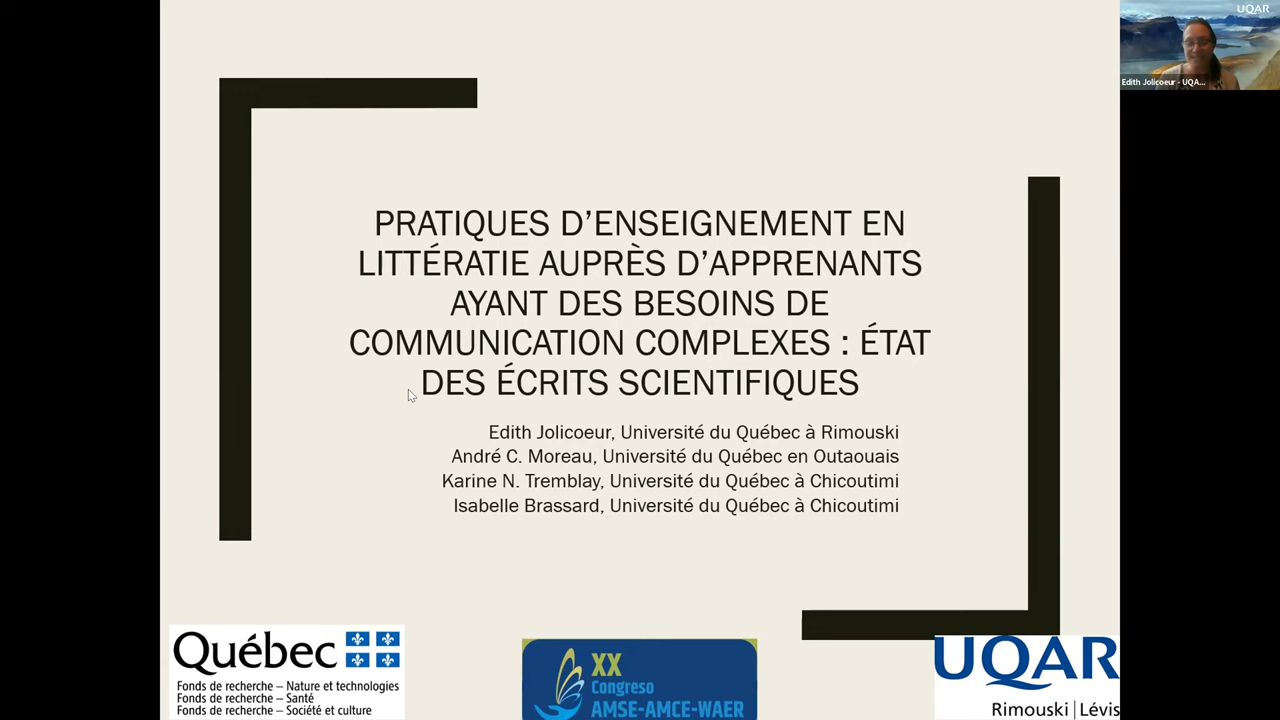 UQAR
Edith Jolicoeur - UQA...
PRATIQUES D’ENSEIGNEMENT EN
LITTÉRATIE AUPRÈS D’APPRENANTS
AYANT DES BESOINS DE
COMMUNICATION COMPLEXES : ÉTAT
DES ÉCRITS SCIENTIFIQUES
Edith Jolicoeur, Université du Québec à Rimouski
André C. Moreau, Université du Québec en Outaouais
Karine N. Tremblay, Université du Québec à Chicoutimi
Isabelle Brassard, Université du Québec à Chicoutimi
Québec
Fonds de recherche – Nature et technologies
Fonds de recherche – Santé
Fonds de recherche – Société et culture
XX
Congreso
AMSE-AMCE-WAER
UQAR
Rimouski | Lévis